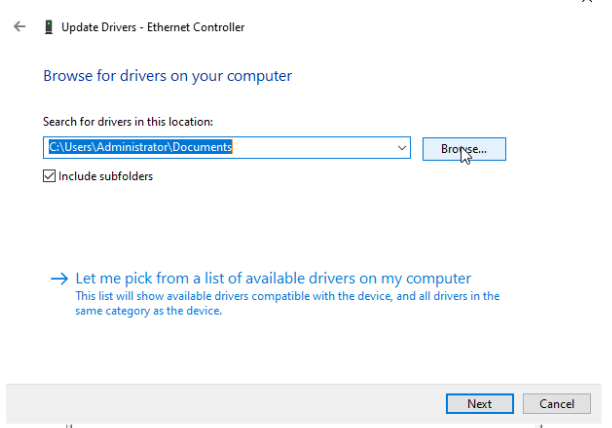 Update Drivers - Ethernet Controller
Browse for drivers on your computer
Search for drivers in this location:
C:\Users\Administrator\Documents
Browse...
Include subfolders
Let me pick from a list of available drivers on my computer
This list will show available drivers compatible with the device, and all drivers in the
same category as the device.
Next
Cancel